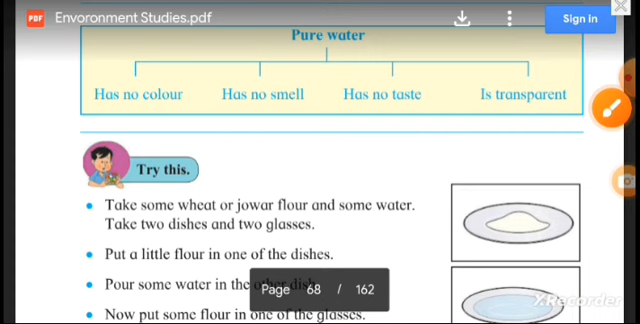 PDF Envoronment Studies.pdf Sign in
Pure water
Has no colour Has no smell Has no taste Is transparent
Try this.
• Take some wheat or jowar flour and some water.
Take two dishes and two glasses.
• Put a little flour in one of the dishes.
• Pour some water in the other dish.
Page 68 / 162
• Now put some flour in one of the glasses.
XRecorder